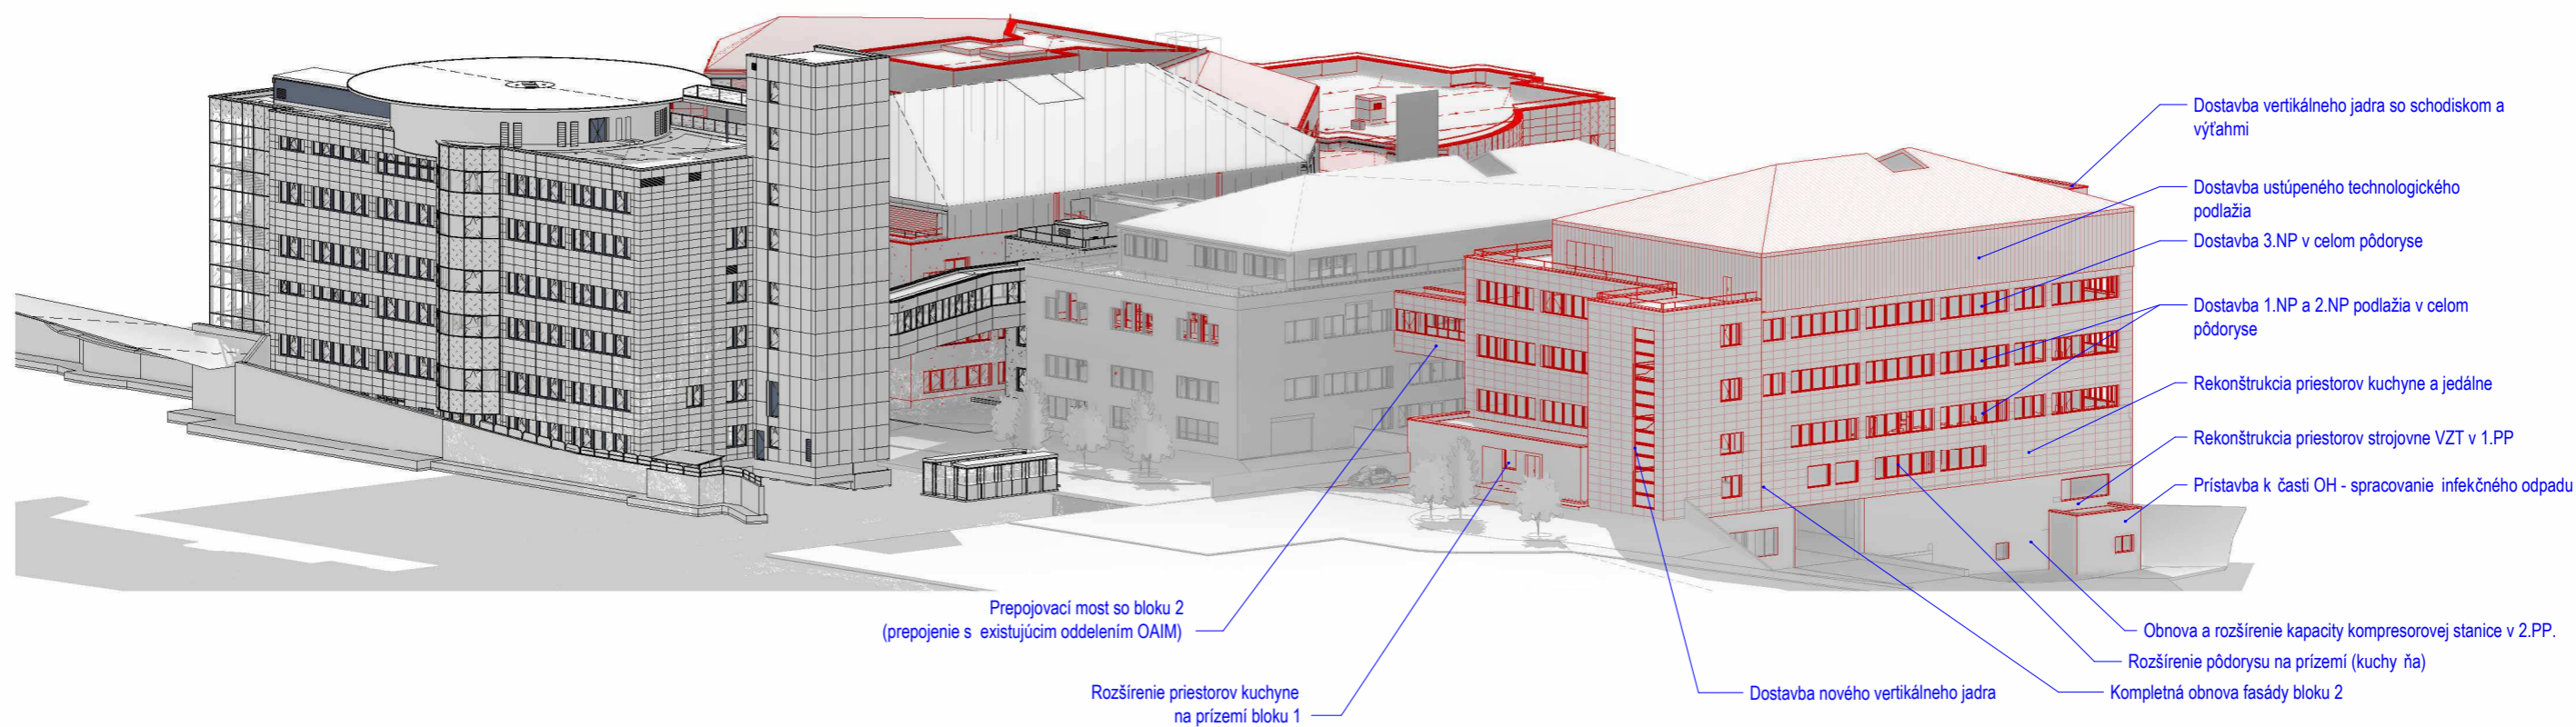 Dostavba vertikálneho jadra so schodiskom a
výťahmi
Dostavba ustúpeného technologického
podlažia
Dostavba 3.NP v celom pôdoryse
Dostavba 1.NP a 2.NP podlažia v celom
pôdoryse
Rekonštrukcia priestorov kuchyne a jedálne
Rekonštrukcia priestorov strojovne VZT v 1.PP
Prístavba k časti OH - spracovanie infekčného odpadu
Prepojovací most so bloku 2
(prepojenie s existujúcim oddelením OAIM)
Obnova a rozšírenie kapacity kompresorovej stanice v 2.PP.
Rozšírenie pôdorysu na prízemí (kuchy ňa)
Rozšírenie priestorov kuchyne
na prízemí bloku 1
Dostavba nového vertikálneho jadra
Kompletná obnova fasády bloku 2